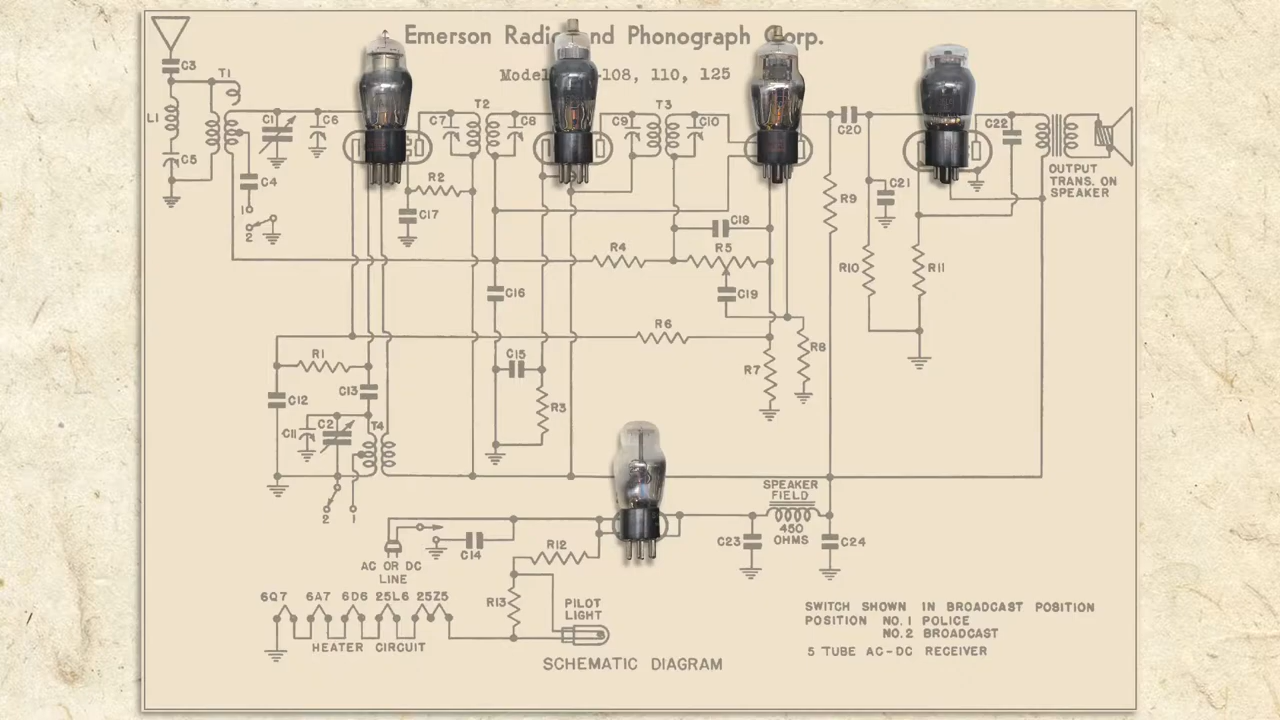 Emerson Radio and Phonograph Corp.
Model -108, 110, 125
C3
T1
L1
C5
C1
C6
C4
1
2
C7
T2
C8
R2
C17
C9
T3
C10
C20
C22
OUTPUT
TRANS. ON
SPEAKER
C21
R9
C18
R4
R5
R10
R11
C16
C19
R6
R8
R1
C15
R7
C13
C12
R3
C11
C2
T4
2
1
SPEAKER
FIELD
450
OHMS
C23
C24
C14
R12
AC OR DC
LINE
6Q7 6A7 6D6 25L6 25Z5
R13
PILOT
LIGHT
HEATER CIRCUIT
SCHEMATIC DIAGRAM
SWITCH SHOWN IN BROADCAST POSITION
POSITION NO.1 POLICE
NO.2 BROADCAST
5 TUBE AC-DC RECEIVER